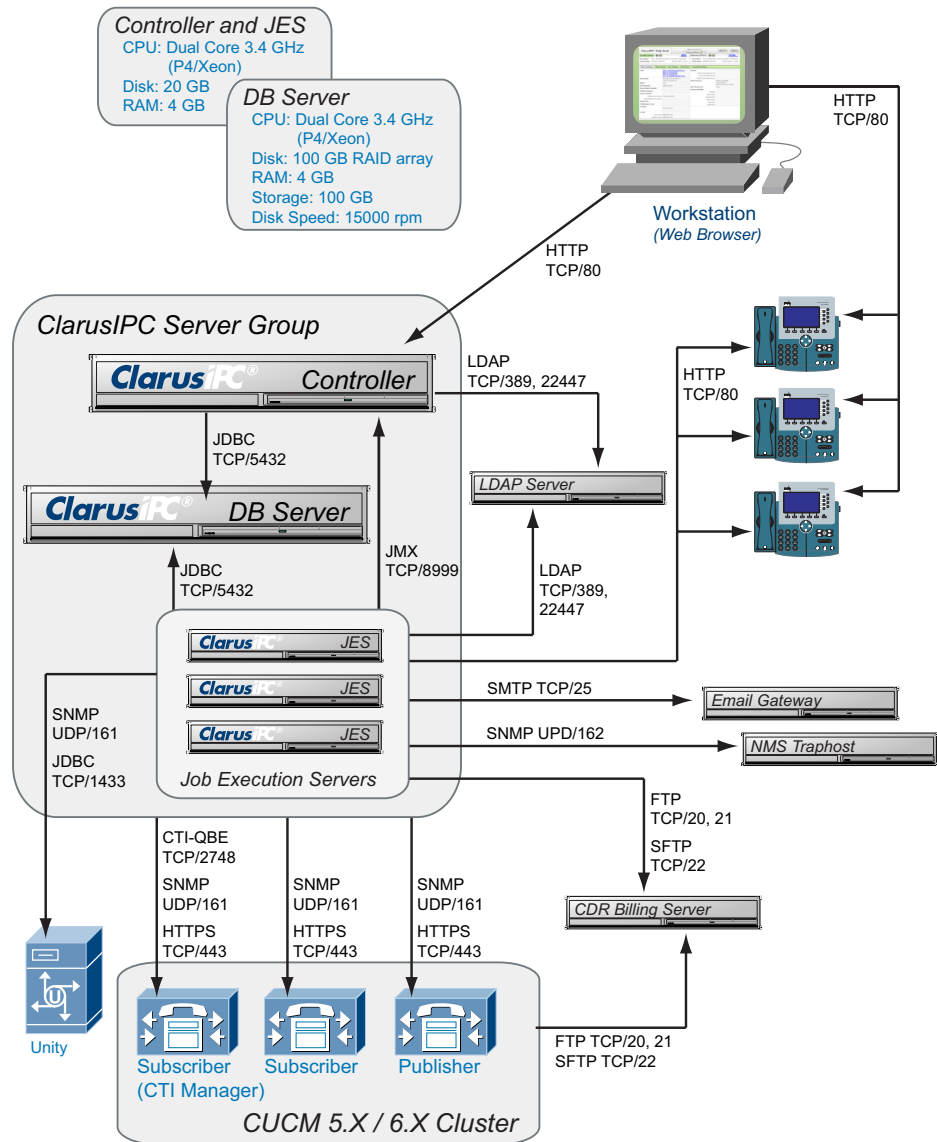 Controller and JES
CPU: Dual Core 3.4 GHz
(P4/Xeon)
Disk: 20 GB
RAM: 4 GB
DB Server
CPU: Dual Core 3.4 GHz
(P4/Xeon)
Disk: 100 GB RAID array
RAM: 4 GB
Storage: 100 GB
Disk Speed: 15000 rpm
HTTP
TCP/80
Workstation
(Web Browser)
HTTP
TCP/80
ClarusIPC Server Group
ClarusIPC® Controller
LDAP
TCP/389, 22447
HTTP
TCP/80
JDBC
TCP/5432
LDAP Server
ClarusIPC® DB Server
JDBC
TCP/5432
JMX
TCP/8999
LDAP
TCP/389,
22447
ClarusIPC® JES
ClarusIPC® JES
ClarusIPC® JES
Job Execution Servers
SMTP TCP/25
Email Gateway
SNMP UPD/162
NMS Traphost
SNMP
UDP/161
JDBC
TCP/1433
FTP
TCP/20, 21
SFTP
TCP/22
CTI-QBE
TCP/2748
SNMP
UDP/161
HTTPS
TCP/443
SNMP
UDP/161
HTTPS
TCP/443
SNMP
UDP/161
HTTPS
TCP/443
CDR Billing Server
U
Unity
Subscriber
(CTI Manager)
Subscriber
Publisher
FTP TCP/20, 21
SFTP TCP/22
CUCM 5.X / 6.X Cluster